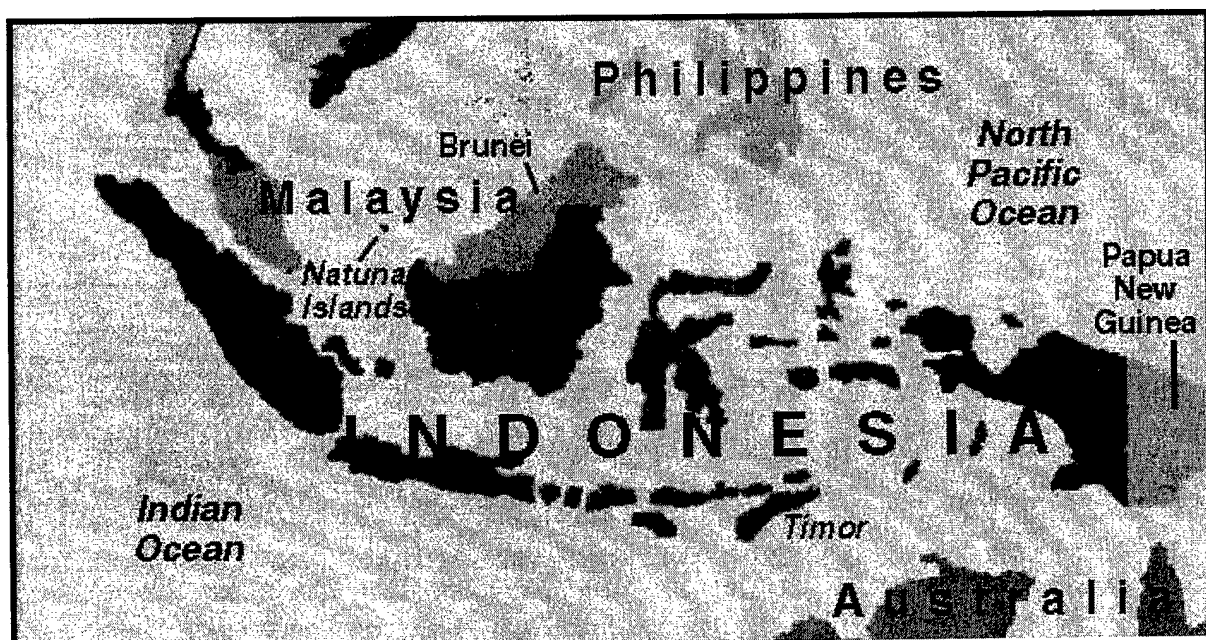 Philippines
North
Pacific
Ocean
Brunei
Malaysia
Natuna
Islands
Papua
New
Guinea
INDONESIA
Indian
Ocean
Timor
Australia